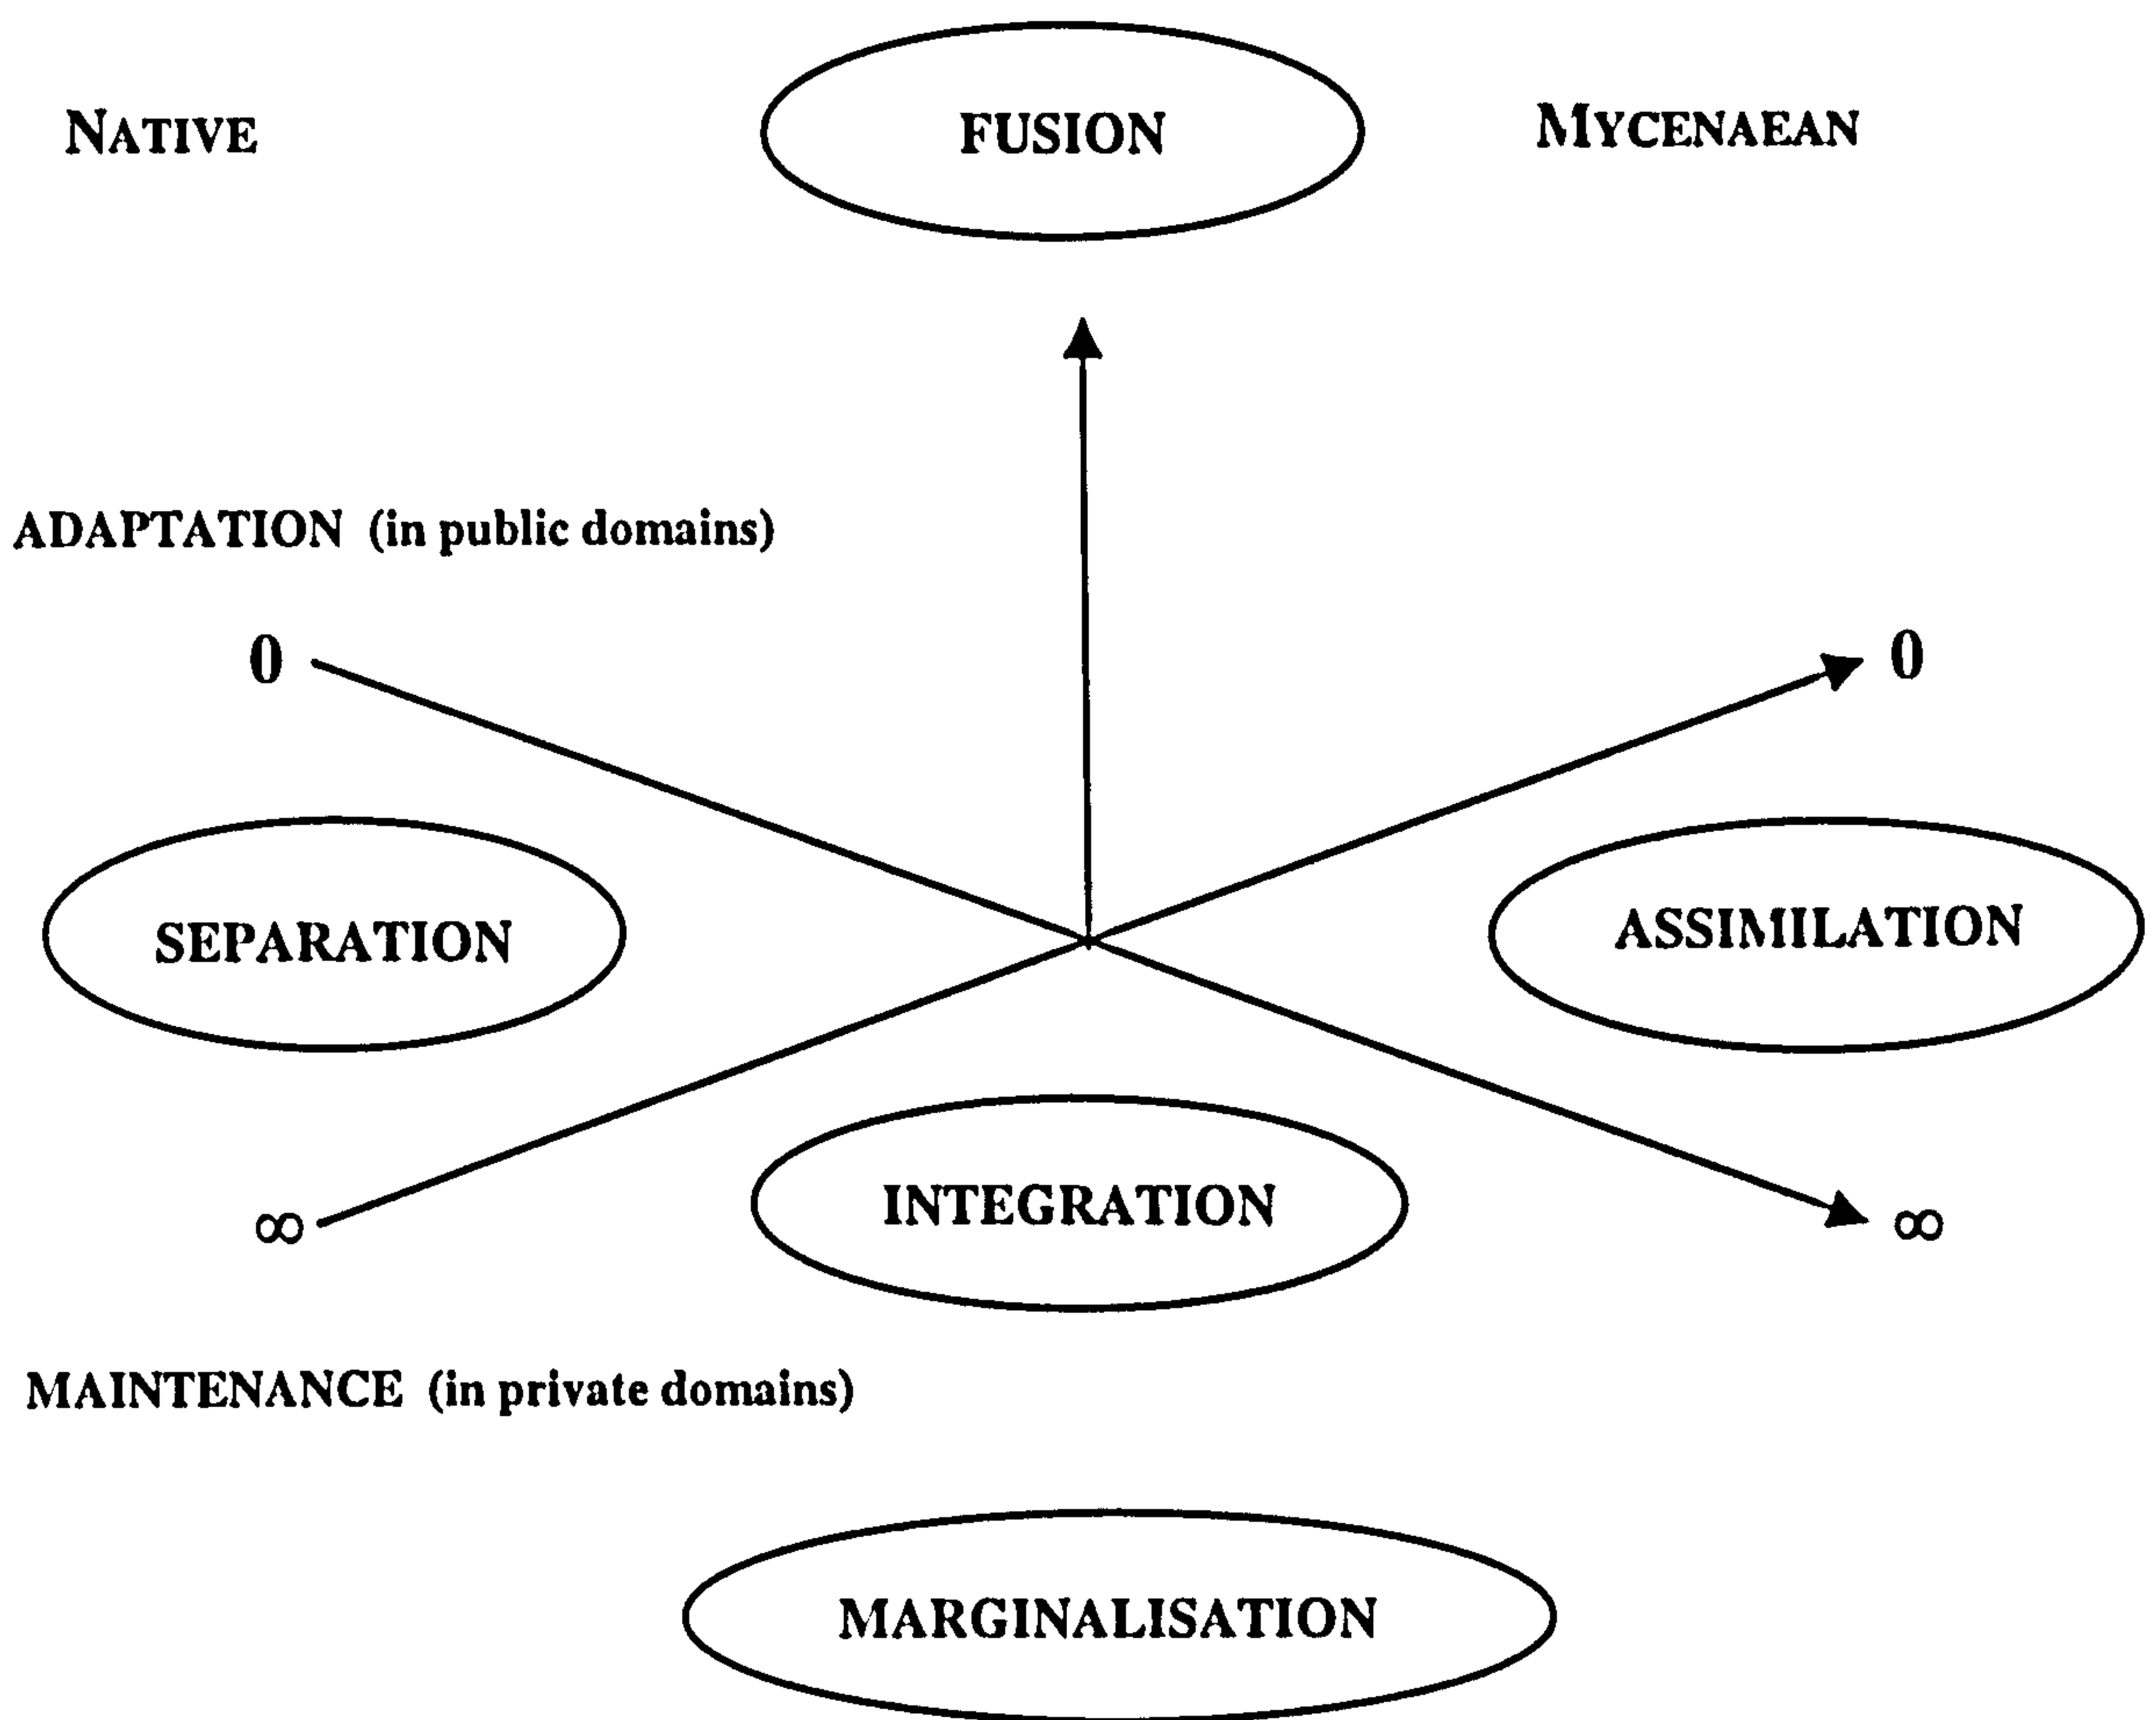 NATIVE FUSION MYCENAEAN
ADAPTATION (in public domains)
0 0
SEPARATION ASSIMILATION
INTEGRATION
∞ ∞
MAINTENANCE (in private domains)
MARGINALISATION